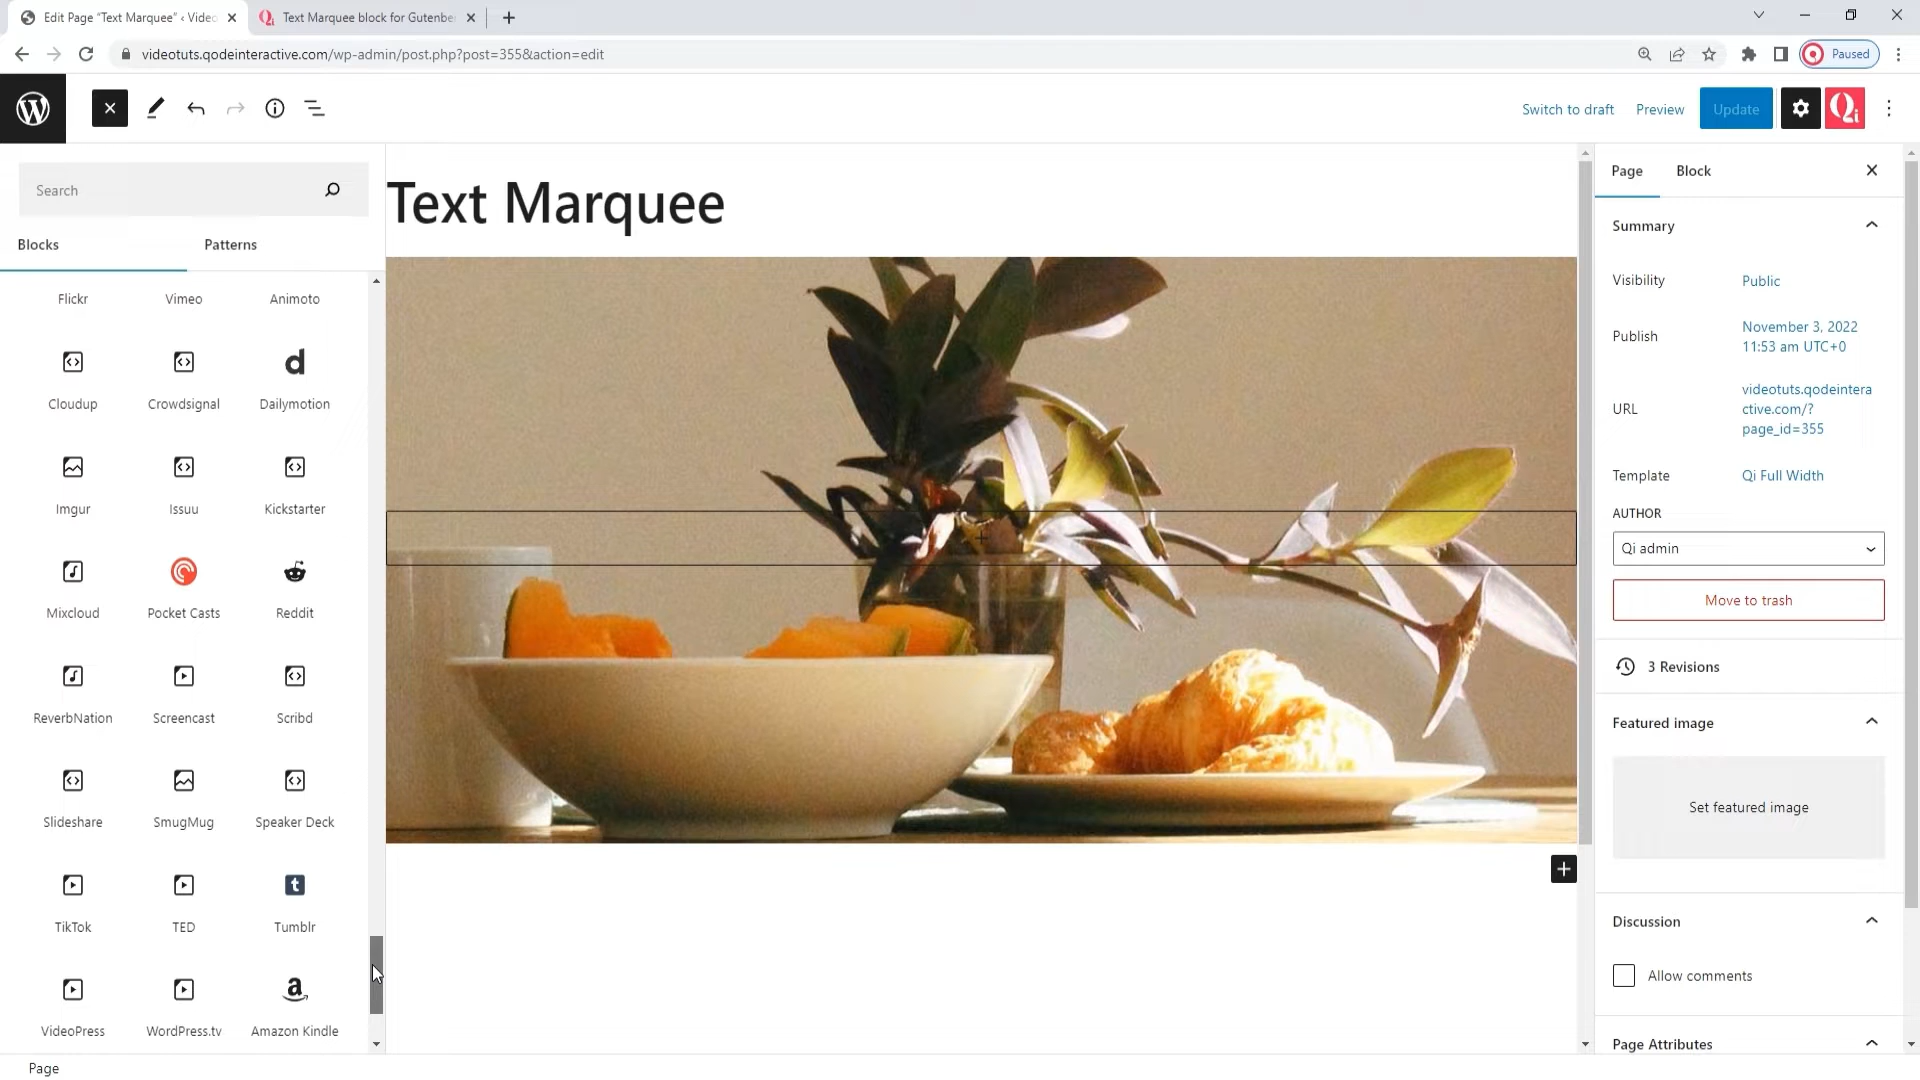 Edit Page "Text Marquee" ‹ Video
Text Marquee block for Gutenber
videotuts.qodeinteractive.com/wp-admin/post.php?post=355&action=edit
Paused
Switch to draft
Preview
Update
Search
Blocks
Patterns
Flickr
Vimeo
Animoto
Cloudup
Crowdsignal
Dailymotion
Imgur
Issuu
Kickstarter
Mixcloud
Pocket Casts
Reddit
ReverbNation
Screencast
Scribd
Slideshare
SmugMug
Speaker Deck
TikTok
TED
Tumblr
VideoPress
WordPress.tv
Amazon Kindle
Text Marquee
Page
Block
Summary
Visibility
Public
Publish
November 3, 2022
11:53 am UTC+0
URL
videotuts.qodeintera
ctive.com/?
page_id=355
Template
Qi Full Width
AUTHOR
Qi admin
Move to trash
3 Revisions
Featured image
Set featured image
Discussion
Allow comments
Page Attributes
Page